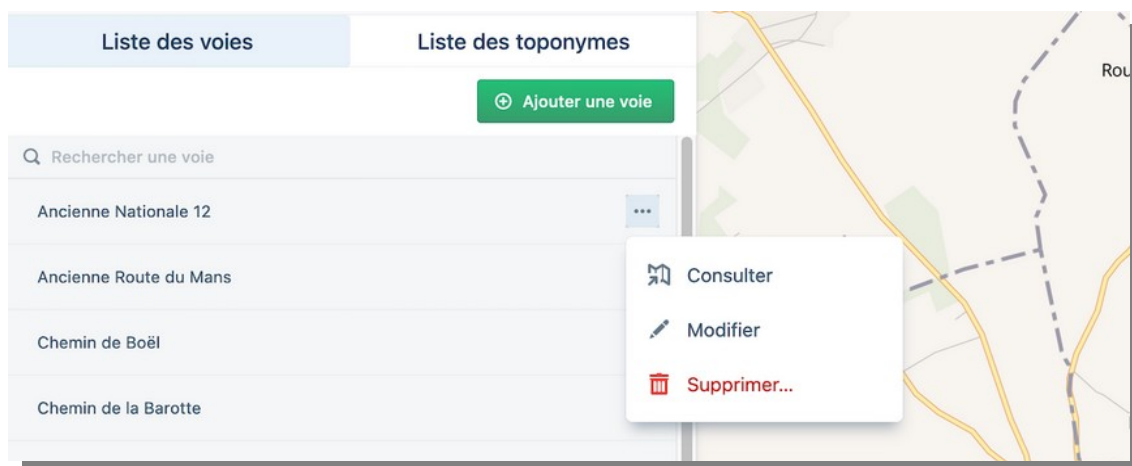 Liste des voies
Liste des toponymes
Ajouter une voie
Rechercher une voie
Ancienne Nationale 12
Ancienne Route du Mans
Chemin de Boël
Chemin de la Barotte
Consulter
Modifier
Supprimer...
Rou